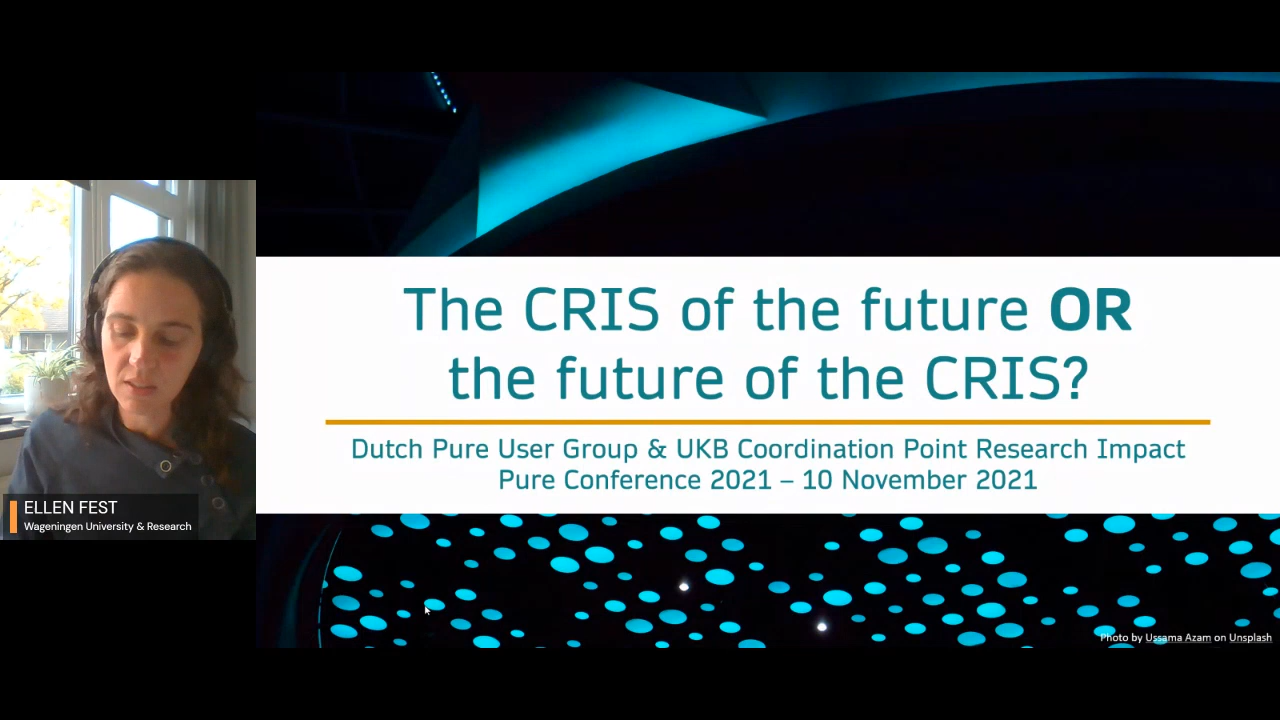 The CRIS of the future OR
the future of the CRIS?
Dutch Pure User Group & UKB Coordination Point Research Impact
Pure Conference 2021 – 10 November 2021
ELLEN FEST
Wageningen University & Research
Photo by Ussama Azam on Unsplash